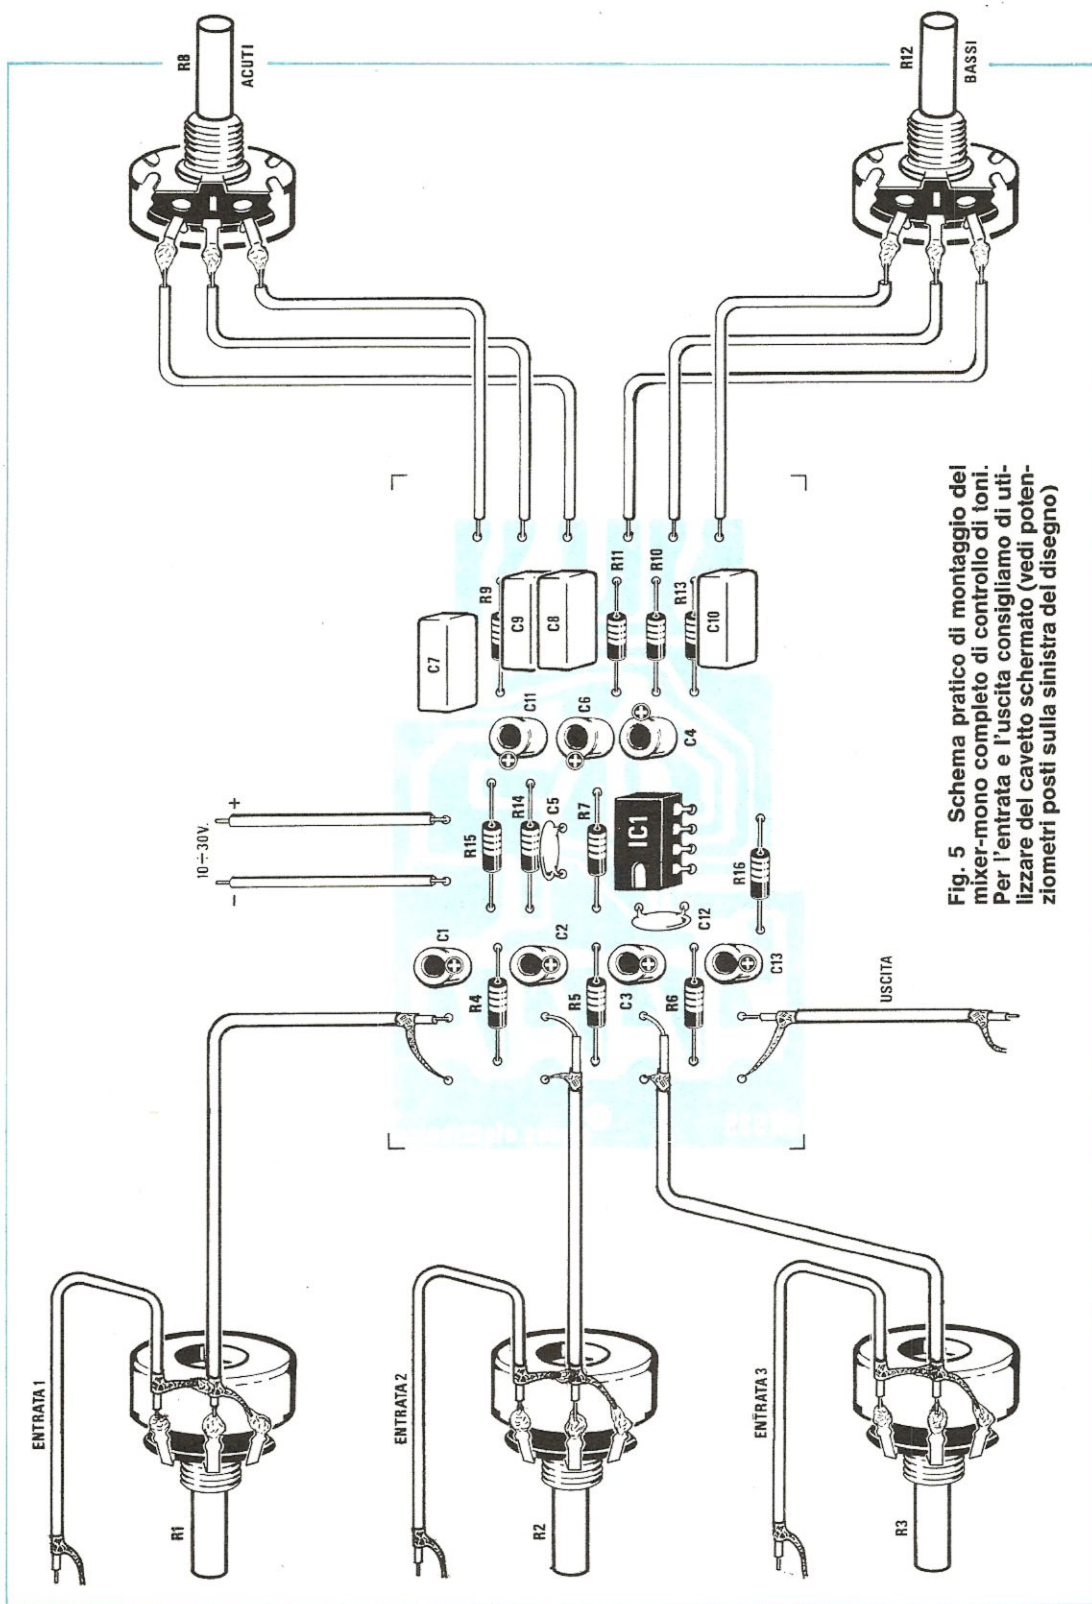 ENTRATA 1
R1
R8
ACUTI
10÷30V.
− +
ENTRATA 2
C1
C7
R4
R15
R9
R14
C9
C11
R2
C5
C8
C2
R5
R7
C6
R11
C3
IC1
R10
R6
R13
C4
C12
C10
R16
ENTRATA 3
C13
USCITA
R3
R12
BASSI
Fig. 5 Schema pratico di montaggio del
mixer-mono completo di controllo di toni.
Per l'entrata e l'uscita consigliamo di uti-
lizzare del cavetto schermato (vedi poten-
ziometri posti sulla sinistra del disegno)